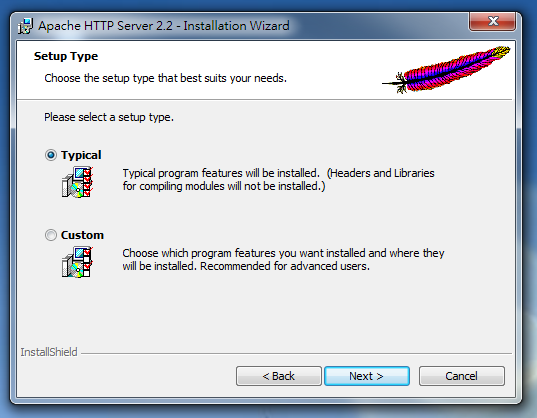 Apache HTTP Server 2.2 - Installation Wizard
Setup Type
Choose the setup type that best suits your needs.
Please select a setup type.
Typical
Typical program features will be installed. (Headers and Libraries
for compiling modules will not be installed.)
Custom
Choose which program features you want installed and where they
will be installed. Recommended for advanced users.
InstallShield
< Back
Next >
Cancel